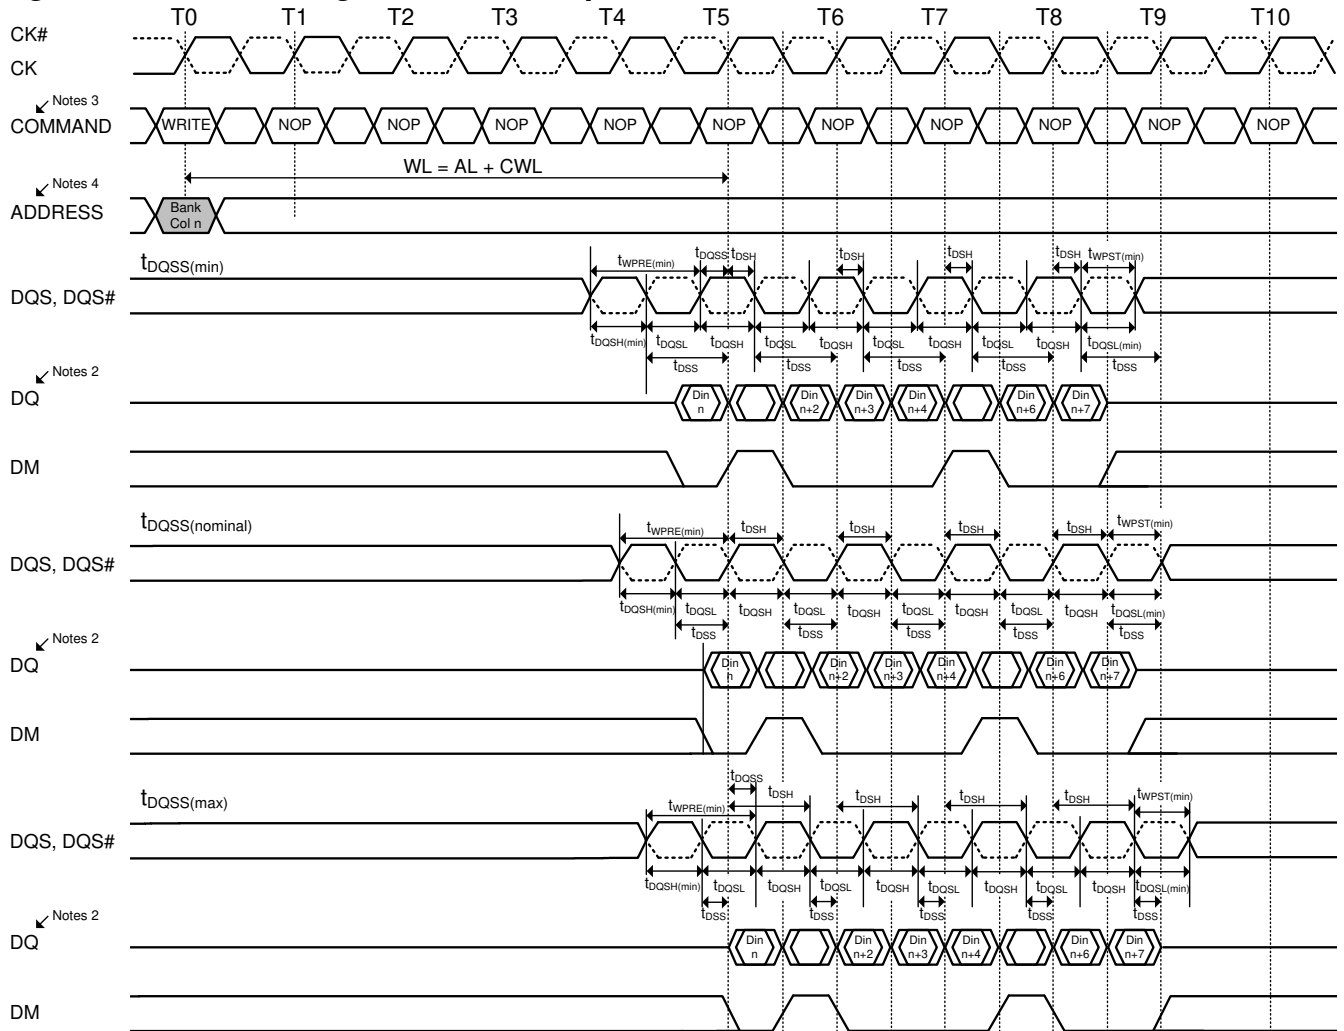 T0 T1 T2 T3 T4 T5 T6 T7 T8 T9 T10
CK#
CK
Notes 3
COMMAND WRITE NOP NOP NOP NOP NOP NOP NOP NOP NOP NOP
WL = AL + CWL
Notes 4
ADDRESS
Bank
Col n
tDQSS(min)
tWPRE(min) tDQSS tDSH tDSH tDSH tDSH tWPST(min)
DQS, DQS#
tDQSH(min) tDQSL tDQSH tDQSL tDQSH tDQSL tDQSH tDQSL tDQSH tDQSL(min)
tDSS tDSS tDSS tDSS tDSS
Notes 2
DQ
Din n
Din n+2
Din n+3
Din n+4
Din n+6
Din n+7
DM
tDQSS(nominal)
tWPRE(min) tDSH tDSH tDSH tDSH tWPST(min)
DQS, DQS#
tDQSH(min) tDQSL tDQSH tDQSL tDQSH tDQSL tDQSH tDQSL tDQSH tDQSL(min)
tDSS tDSS tDSS tDSS tDSS
Notes 2
DQ
Din n
Din n+2
Din n+3
Din n+4
Din n+6
Din n+7
DM
tDQSS(max)
tDQSS
tWPRE(min) tDSH tDSH tDSH tDSH tWPST(min)
DQS, DQS#
tDQSH(min) tDQSL tDQSH tDQSL tDQSH tDQSL tDQSH tDQSL tDQSH tDQSL(min)
tDSS tDSS tDSS tDSS tDSS
Notes 2
DQ
Din n
Din n+2
Din n+3
Din n+4
Din n+6
Din n+7
DM